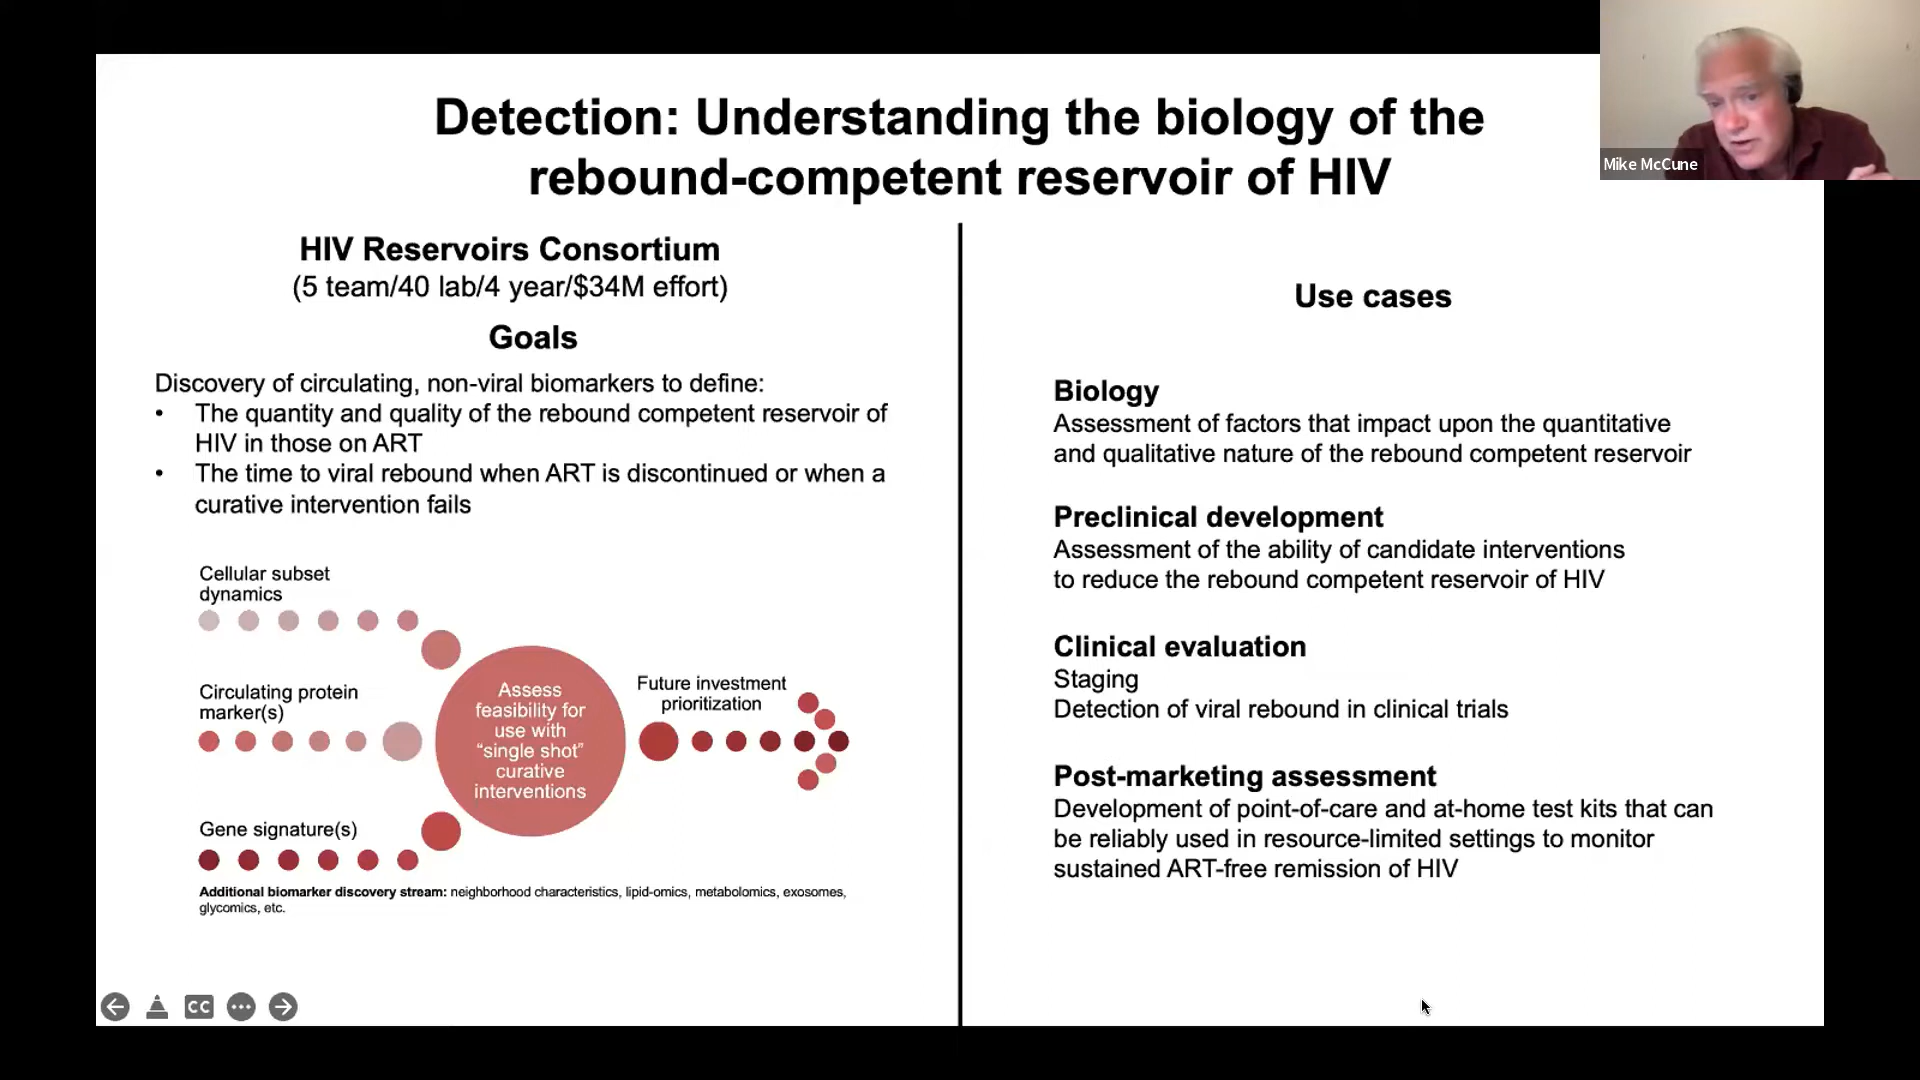 Detection: Understanding the biology of the
rebound-competent reservoir of HIV
Mike McCune
HIV Reservoirs Consortium
(5 team/40 lab/4 year/$34M effort)
Goals
Discovery of circulating, non-viral biomarkers to define:
• The quantity and quality of the rebound competent reservoir of
HIV in those on ART
• The time to viral rebound when ART is discontinued or when a
curative intervention fails
Cellular subset
dynamics
Circulating protein
marker(s)
Gene signature(s)
Assess
feasibility for
use with
“single shot”
curative
interventions
Future investment
prioritization
Additional biomarker discovery stream: neighborhood characteristics, lipid-omics, metabolomics, exosomes,
glycomics, etc.
Use cases
Biology
Assessment of factors that impact upon the quantitative
and qualitative nature of the rebound competent reservoir
Preclinical development
Assessment of the ability of candidate interventions
to reduce the rebound competent reservoir of HIV
Clinical evaluation
Staging
Detection of viral rebound in clinical trials
Post-marketing assessment
Development of point-of-care and at-home test kits that can
be reliably used in resource-limited settings to monitor
sustained ART-free remission of HIV
CC